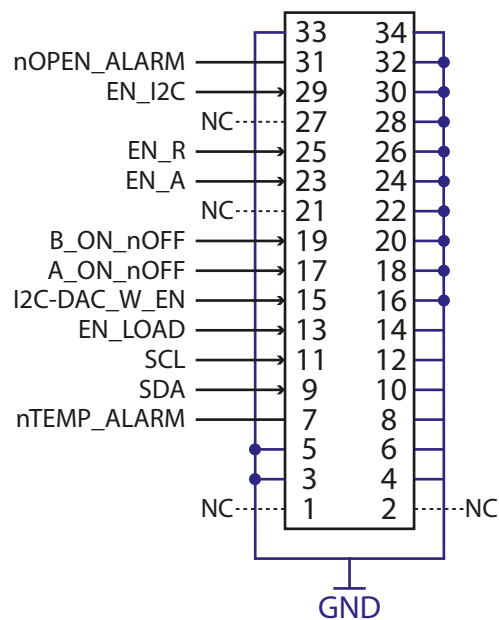 33 34
nOPEN_ALARM 31 32
EN_I2C 29 30
NC 27 28
EN_R 25 26
EN_A 23 24
NC 21 22
B_ON_nOFF 19 20
A_ON_nOFF 17 18
I2C-DAC_W_EN 15 16
EN_LOAD 13 14
SCL 11 12
SDA 9 10
nTEMP_ALARM 7 8
5 6
3 4
NC 1 2 NC
GND